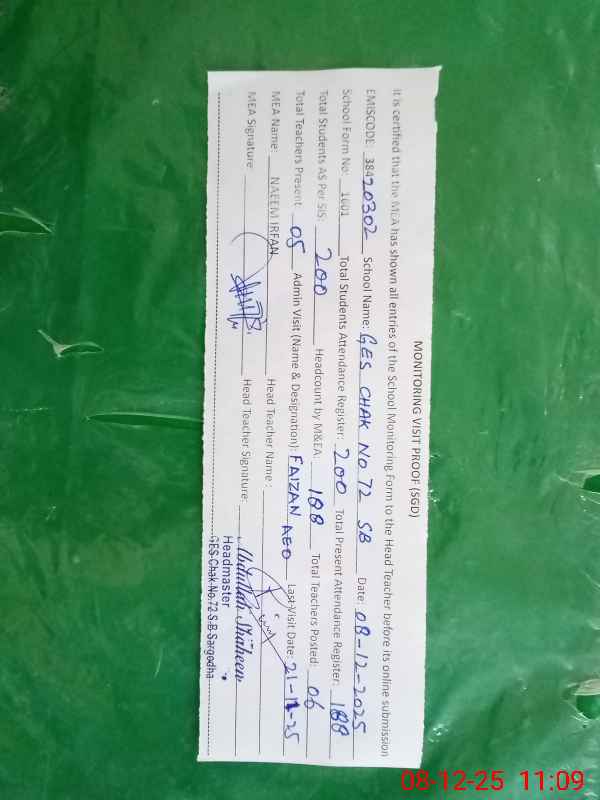 MONITORING VISIT PROOF (SGD)
It is certified that the MEA has shown all entries of the School Monitoring Form to the Head Teacher before its online submission
EMISCODE: 38420302 School Name: GES CHAK No. 72 SB Date: 08-12-2025
School Form No: 1601 Total Students Attendance Register: 200 Total Present Attendance Register: 188
Total Students AS Per SIS: 200 Headcount by M&EA: 188 Total Teachers Posted: 06
Total Teachers Present 05 Admin Visit (Name & Designation): FAIZAN AEO Last Visit Date: 21-11-25
MEA Name: NAEEM IRFAN Head Teacher Name :
MEA Signature Head Teacher Signature: Abdullah Shaheen
Headmaster
GES Chak No.72 S.B Sargodha
08-12-25 11:09